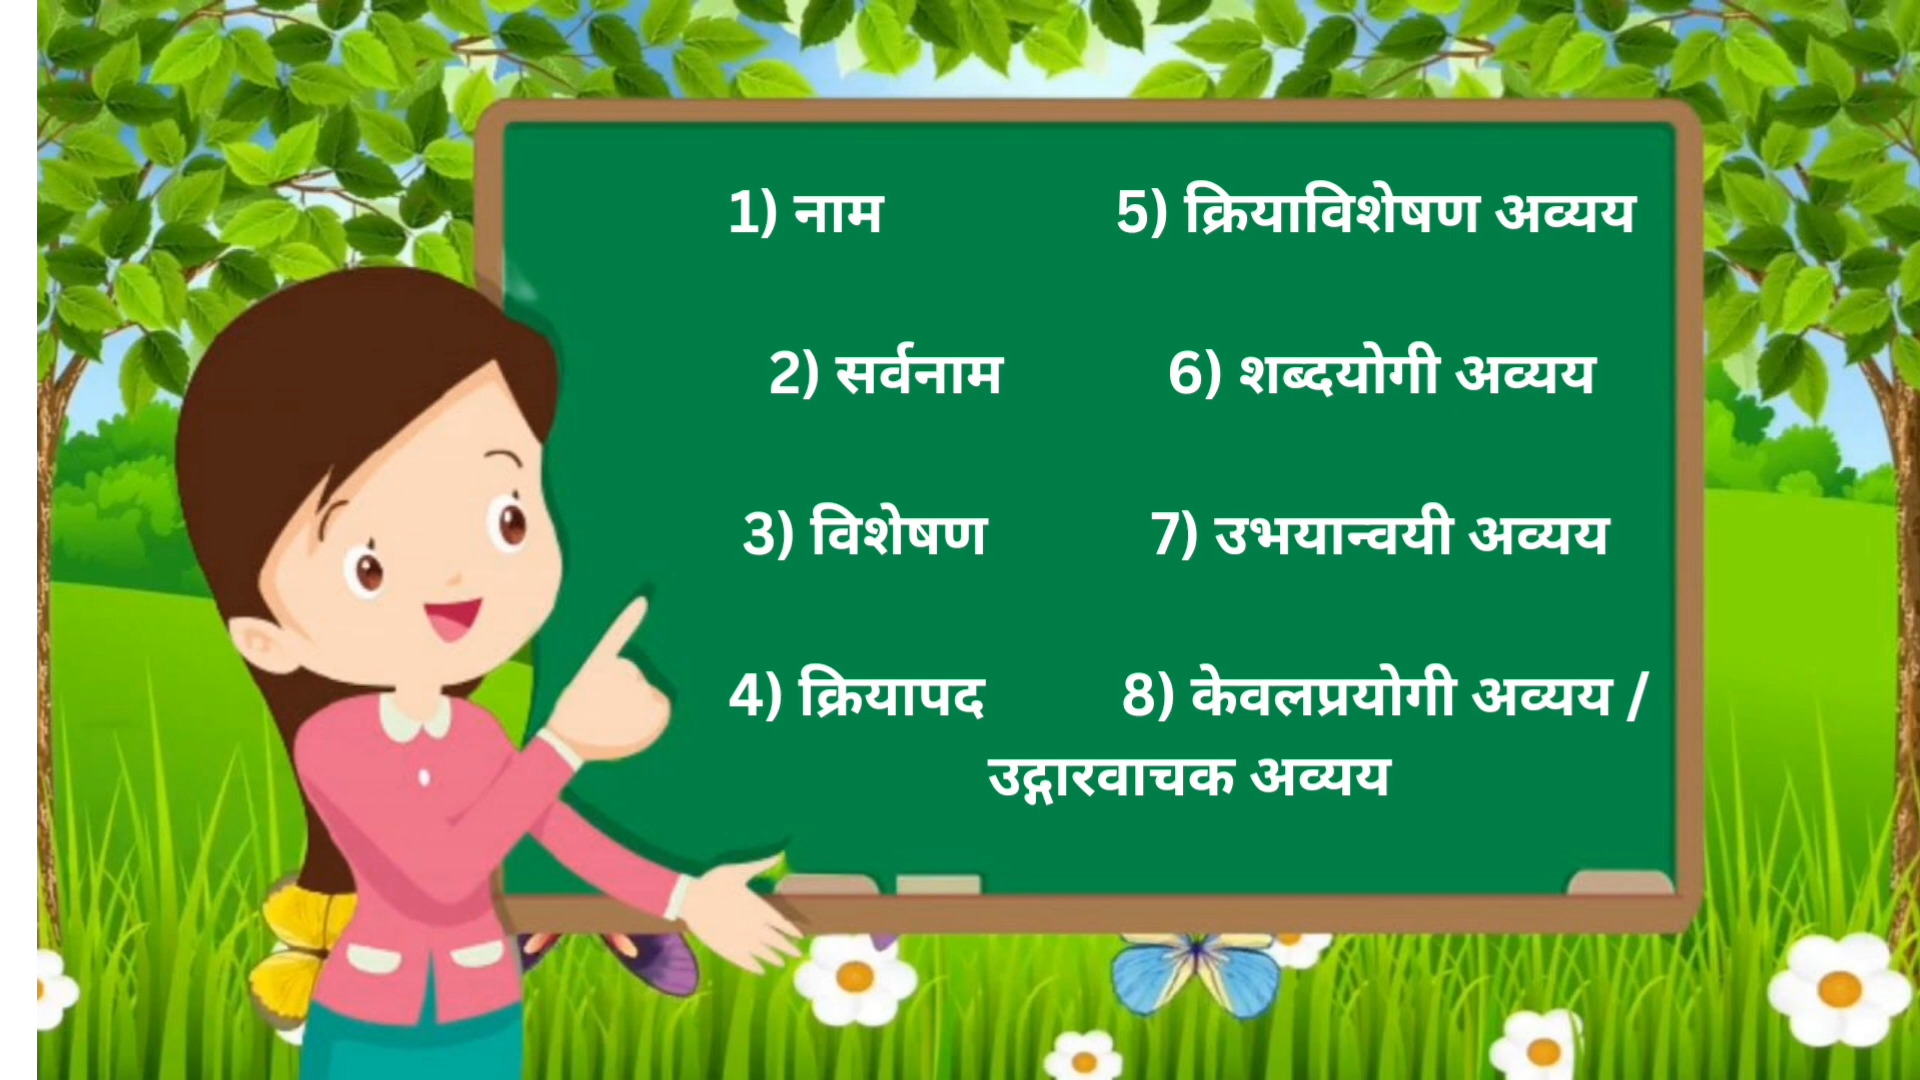 1) नाम 5) क्रियाविशेषण अव्यय
2) सर्वनाम 6) शब्दयोगी अव्यय
3) विशेषण 7) उभयान्वयी अव्यय
4) क्रियापद 8) केवलप्रयोगी अव्यय /
उद्गारवाचक अव्यय